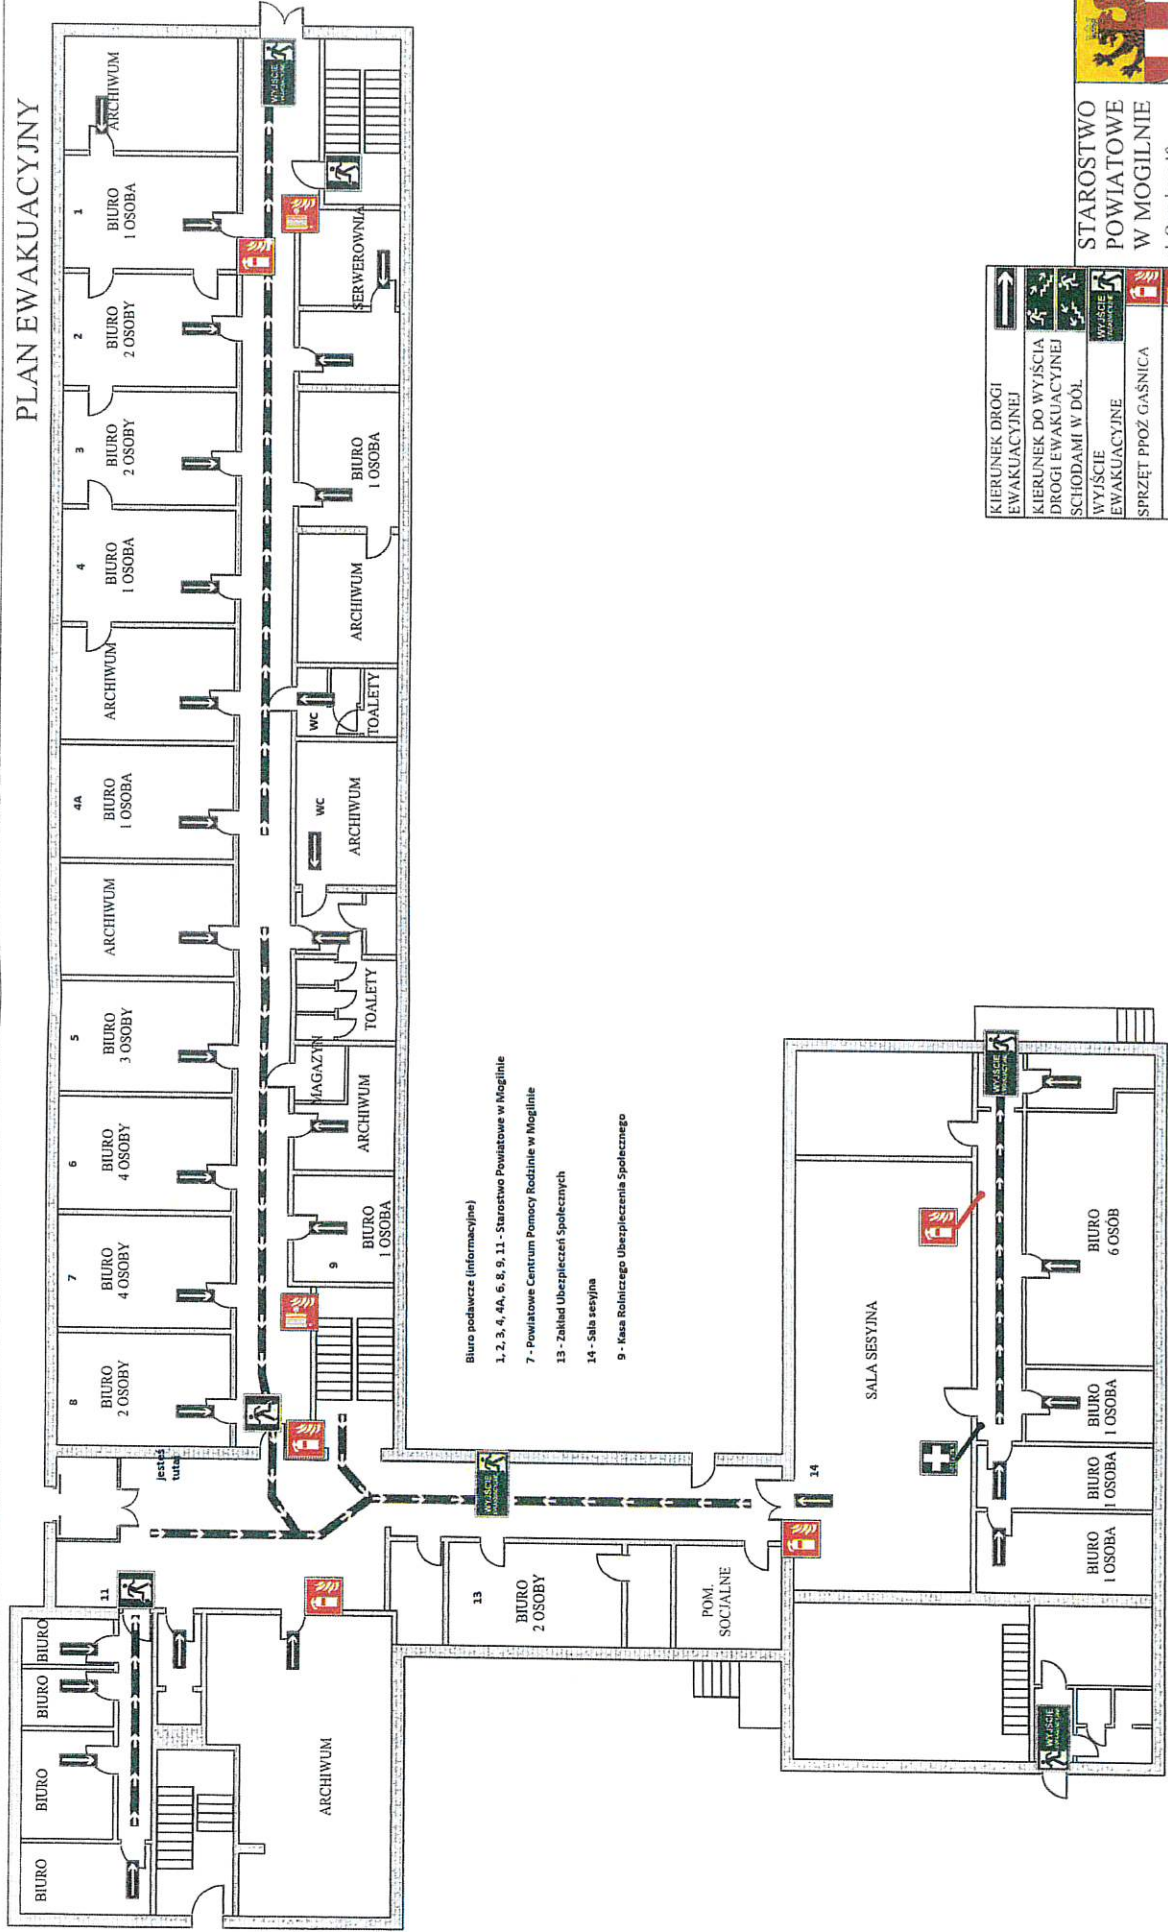 PLAN EWAKUACYJNY
BIURO
BIURO
BIURO
BIURO
11
ARCHIWUM
jesteś
tutaj
8
BIURO
2 OSOBY
7
BIURO
4 OSOBY
6
BIURO
4 OSOBY
5
BIURO
3 OSOBY
ARCHIWUM
4A
BIURO
1 OSOBA
ARCHIWUM
4
BIURO
1 OSOBA
3
BIURO
2 OSOBY
2
BIURO
2 OSOBY
1
BIURO
1 OSOBA
ARCHIWUM
WYJŚCIE
9
BIURO
1 OSOBA
ARCHIWUM
MAGAZYN
TOALETY
WC
ARCHIWUM
WC
TOALETY
ARCHIWUM
BIURO
1 OSOBA
SERWEROWNIA
WYJŚCIE
13
BIURO
2 OSOBY
POM.
SOCJALNE
14
SALA SESYJNA
BIURO
1 OSOBA
BIURO
1 OSOBA
BIURO
1 OSOBA
BIURO
6 OSÓB
WYJŚCIE
WYJŚCIE
Biuro podawcze (informacyjne)
1, 2, 3, 4, 4A, 6, 8, 9, 11 - Starostwo Powiatowe w Mogilnie
7 - Powiatowe Centrum Pomocy Rodzinie w Mogilnie
13 - Zakład Ubezpieczeń Społecznych
14 - Sala sesyjna
9 - Kasa Rolniczego Ubezpieczenia Społecznego
KIERUNEK DROGI
EWAKUACYJNEJ
KIERUNEK DO WYJŚCIA
DROGI EWAKUACYJNEJ
SCHODAMI W DÓŁ
WYJŚCIE
EWAKUACYJNE
WYJŚCIE
SPRZĘT PPOŻ GAŚNICA
STAROSTWO
POWIATOWE
W MOGILNIE